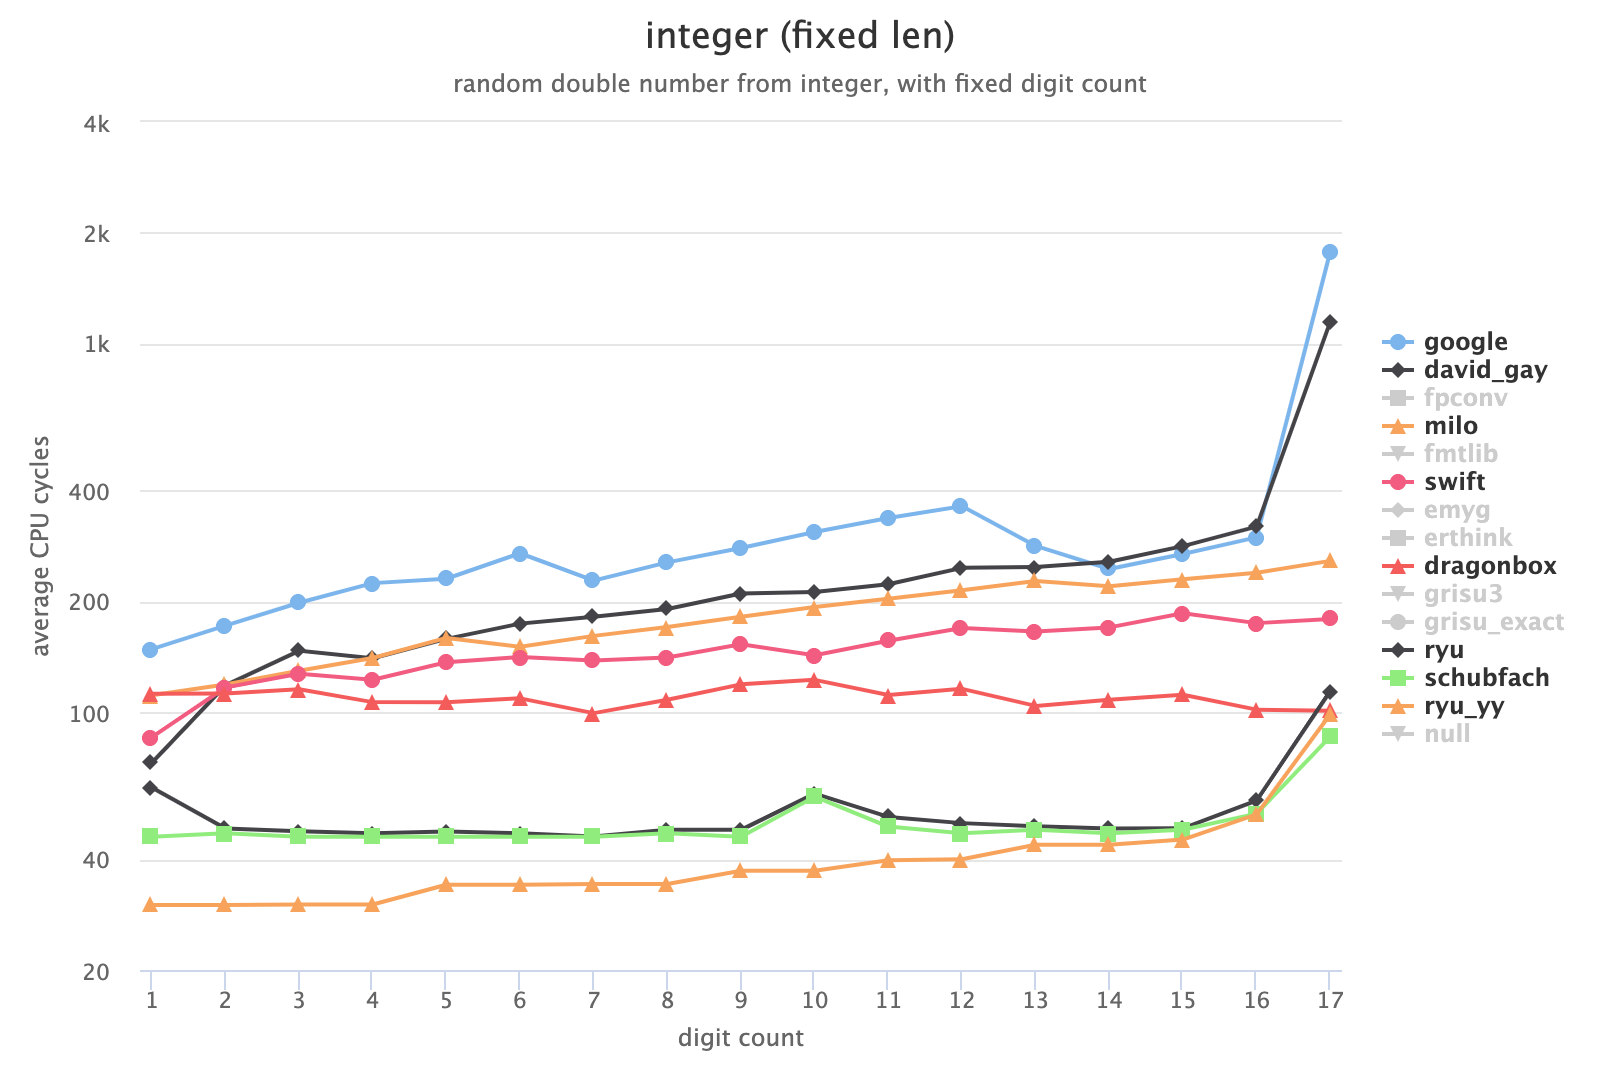 integer (fixed len)
random double number from integer, with fixed digit count
4k
2k
1k
400
200
100
40
20
average CPU cycles
1 2 3 4 5 6 7 8 9 10 11 12 13 14 15 16 17
digit count
google
david_gay
fpconv
milo
fmtlib
swift
emyg
erthink
dragonbox
grisu3
grisu_exact
ryu
schubfach
ryu_yy
null